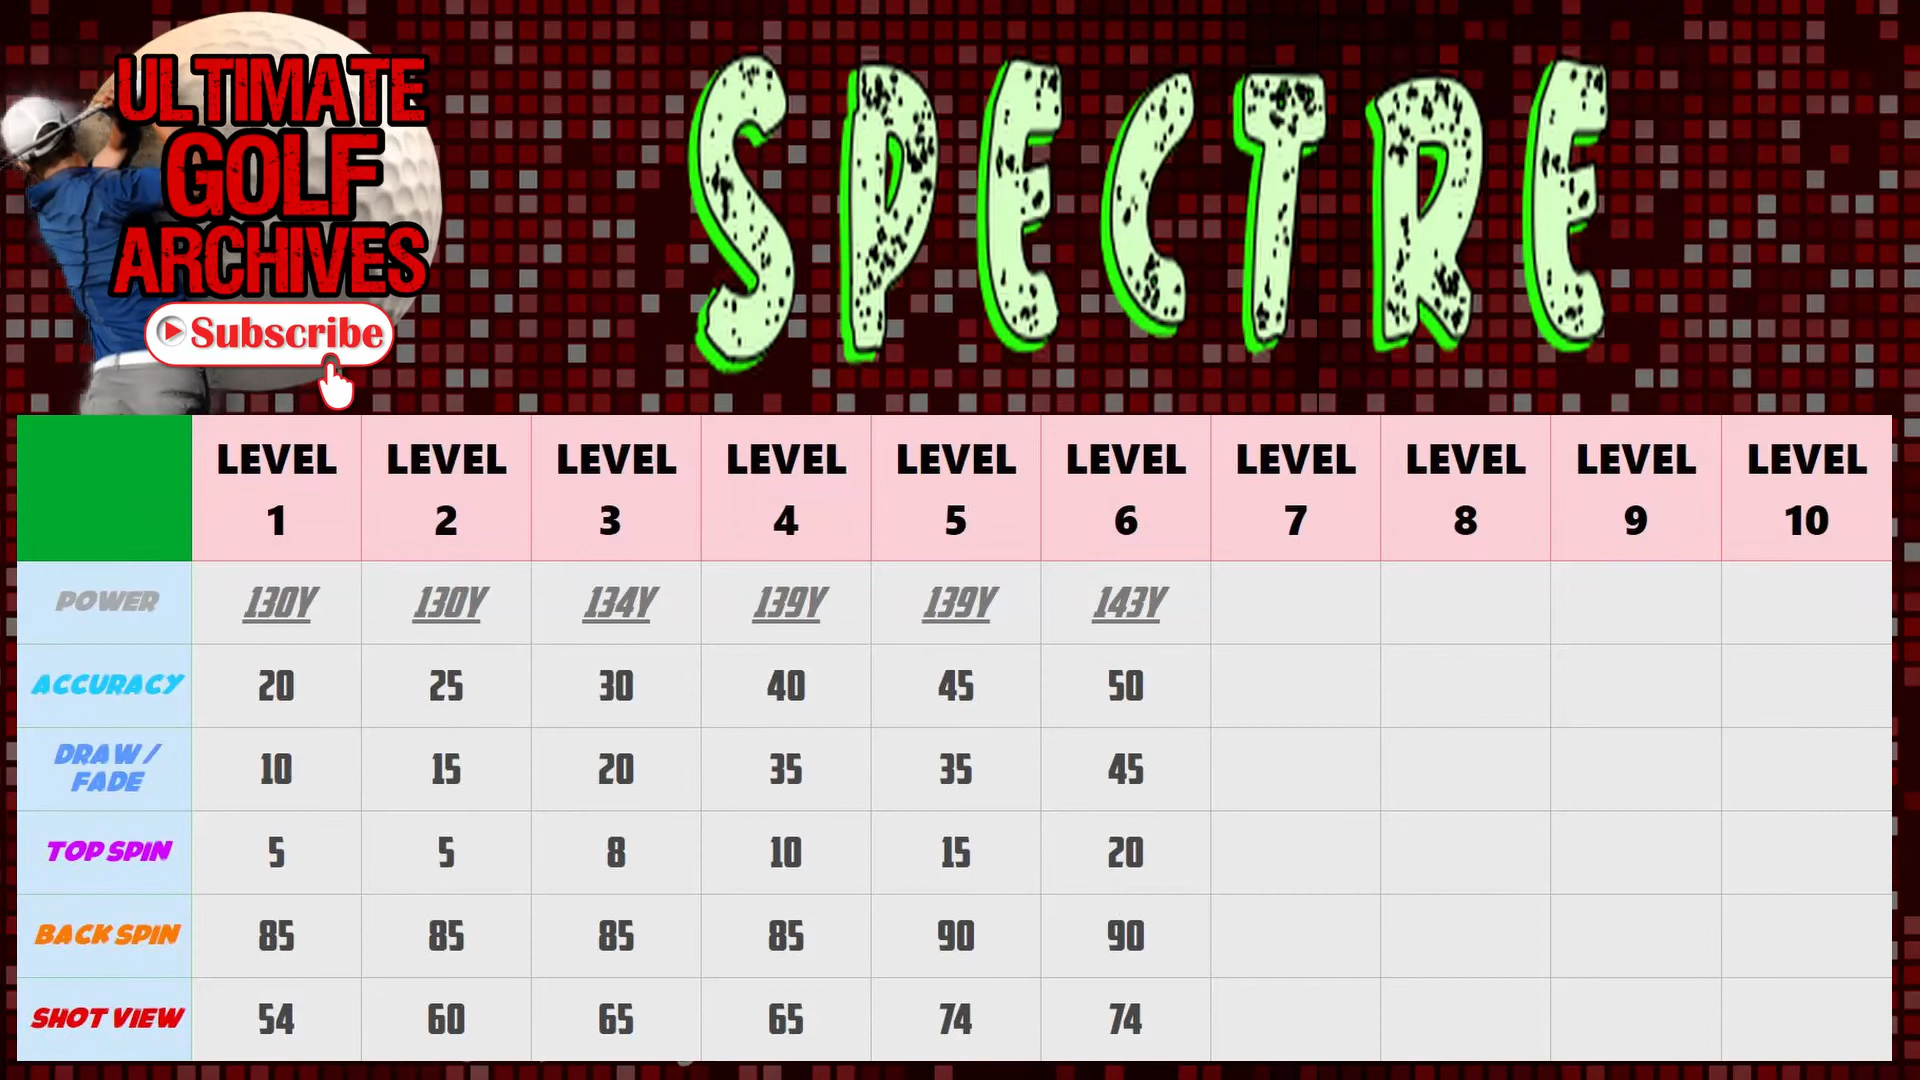 ULTIMATE
GOLF
ARCHIVES
Subscribe
SPECTRE
LEVEL 1 LEVEL 2 LEVEL 3 LEVEL 4 LEVEL 5 LEVEL 6 LEVEL 7 LEVEL 8 LEVEL 9 LEVEL 10
POWER 130Y 130Y 134Y 139Y 139Y 143Y
ACCURACY 20 25 30 40 45 50
DRAW / FADE 10 15 20 35 35 45
TOP SPIN 5 5 8 10 15 20
BACK SPIN 85 85 85 85 90 90
SHOT VIEW 54 60 65 65 74 74